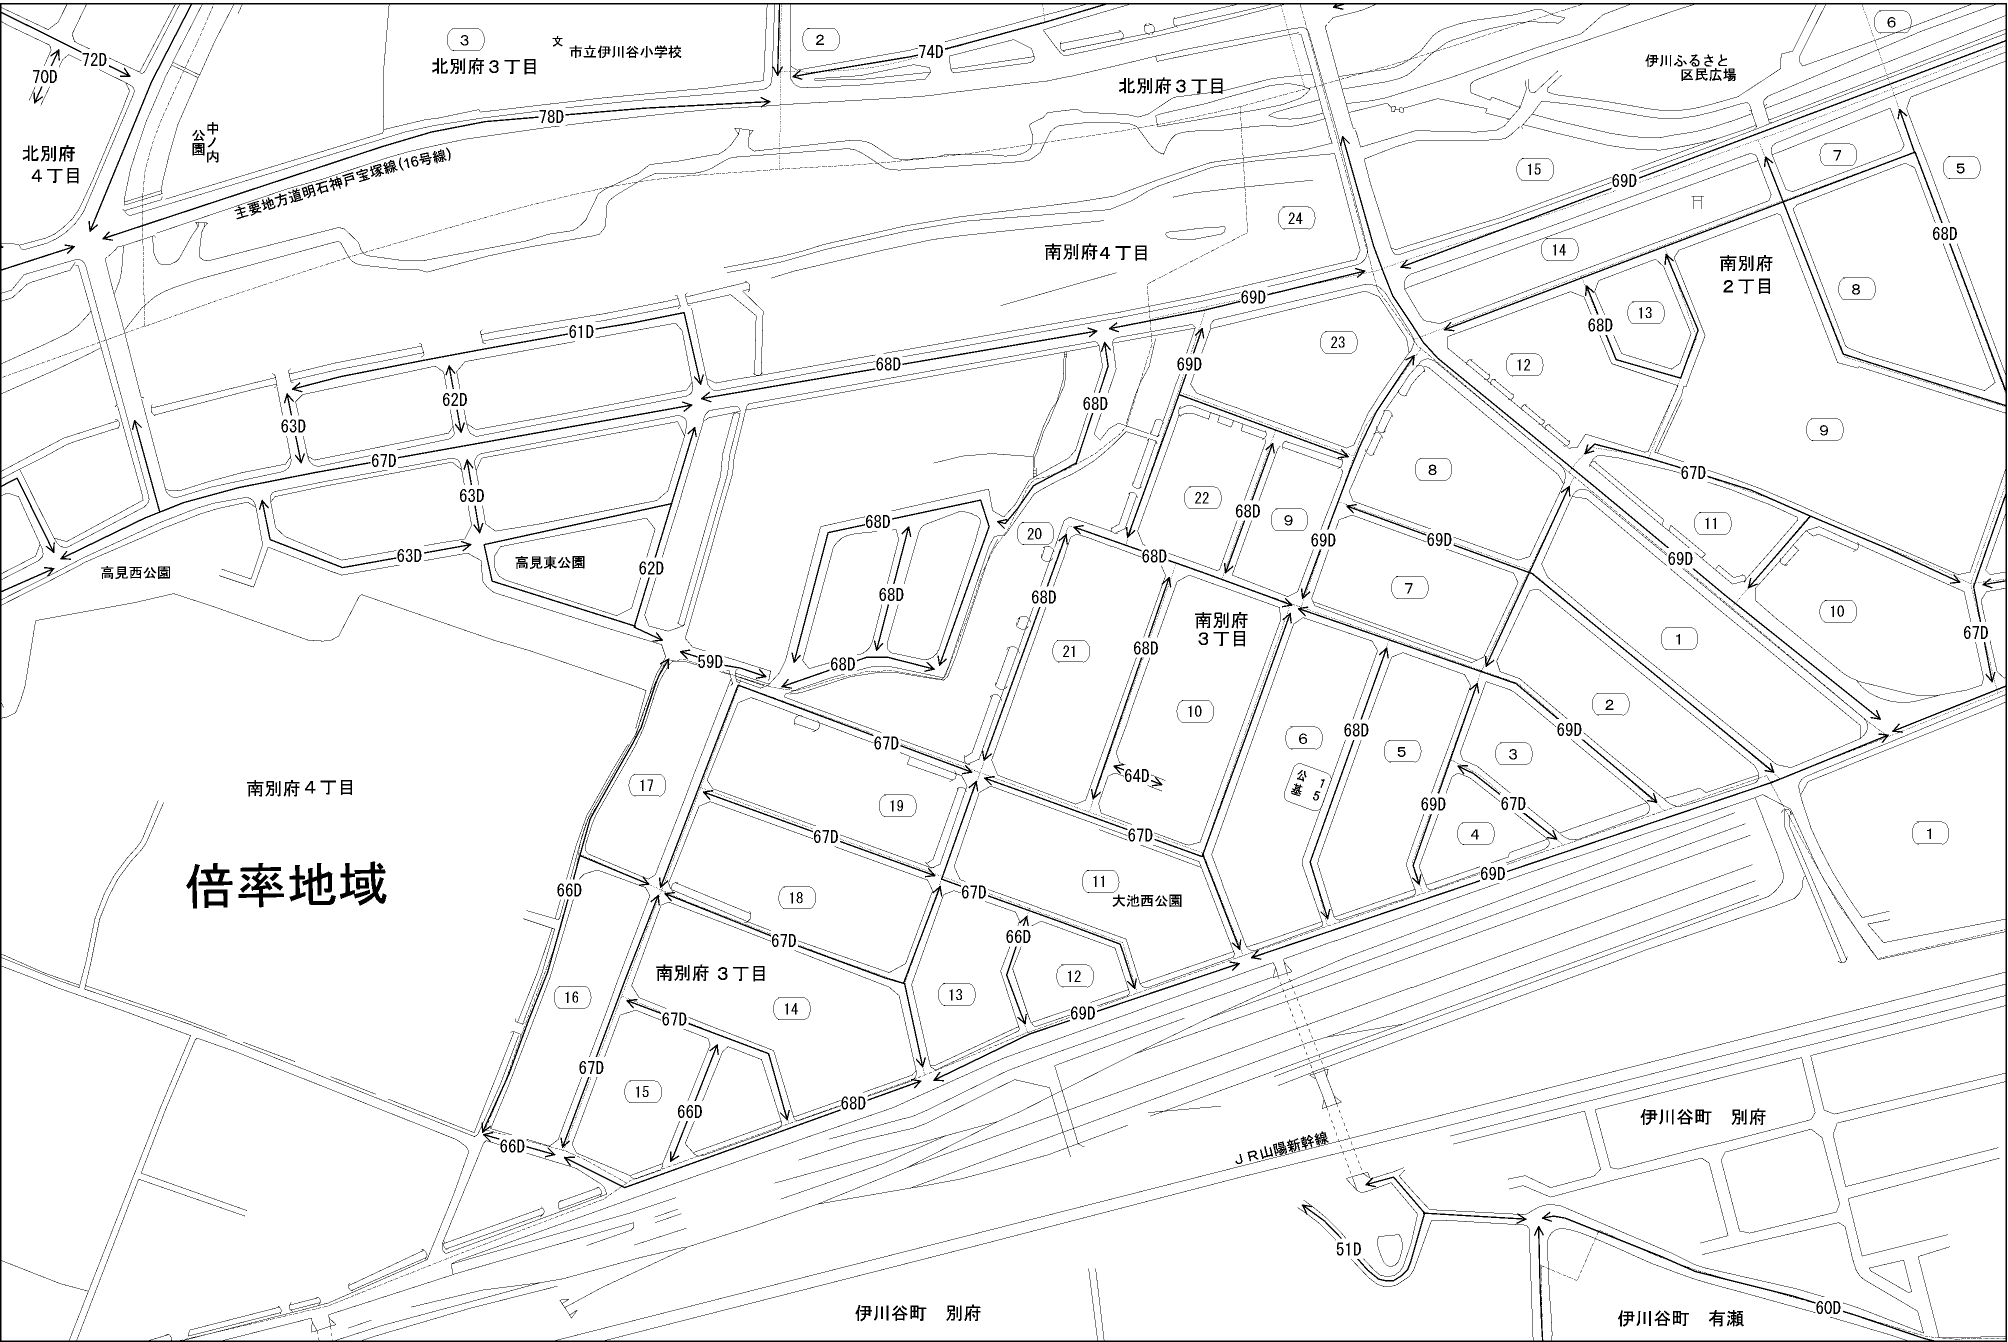 3
文 市立伊川谷小学校
北別府３丁目
2
74D
72D
70D
78D
北別府３丁目
伊川ふるさと
区民広場
6
中ノ内
公園
北別府
４丁目
主要地方道明石神戸宝塚線(16号線)
15
69D
7
5
24
14
68D
南別府４丁目
南別府
２丁目
8
69D
13
68D
61D
68D
69D
23
12
62D
68D
63D
67D
9
63D
8
67D
22
68D
9
11
68D
20
69D
69D
69D
63D
高見東公園
62D
高見西公園
68D
68D
68D
7
10
南別府
３丁目
67D
1
68D
59D
68D
21
2
10
67D
6
68D
5
69D
3
64D
公基
15
南別府４丁目
17
19
69D
67D
4
1
67D
67D
倍率地域
66D
18
67D
11
大池西公園
69D
67D
66D
南別府 ３丁目
16
14
13
12
67D
69D
67D
15
66D
68D
66D
伊川谷町 別府
ＪＲ山陽新幹線
51D
60D
伊川谷町 別府
伊川谷町 有瀬